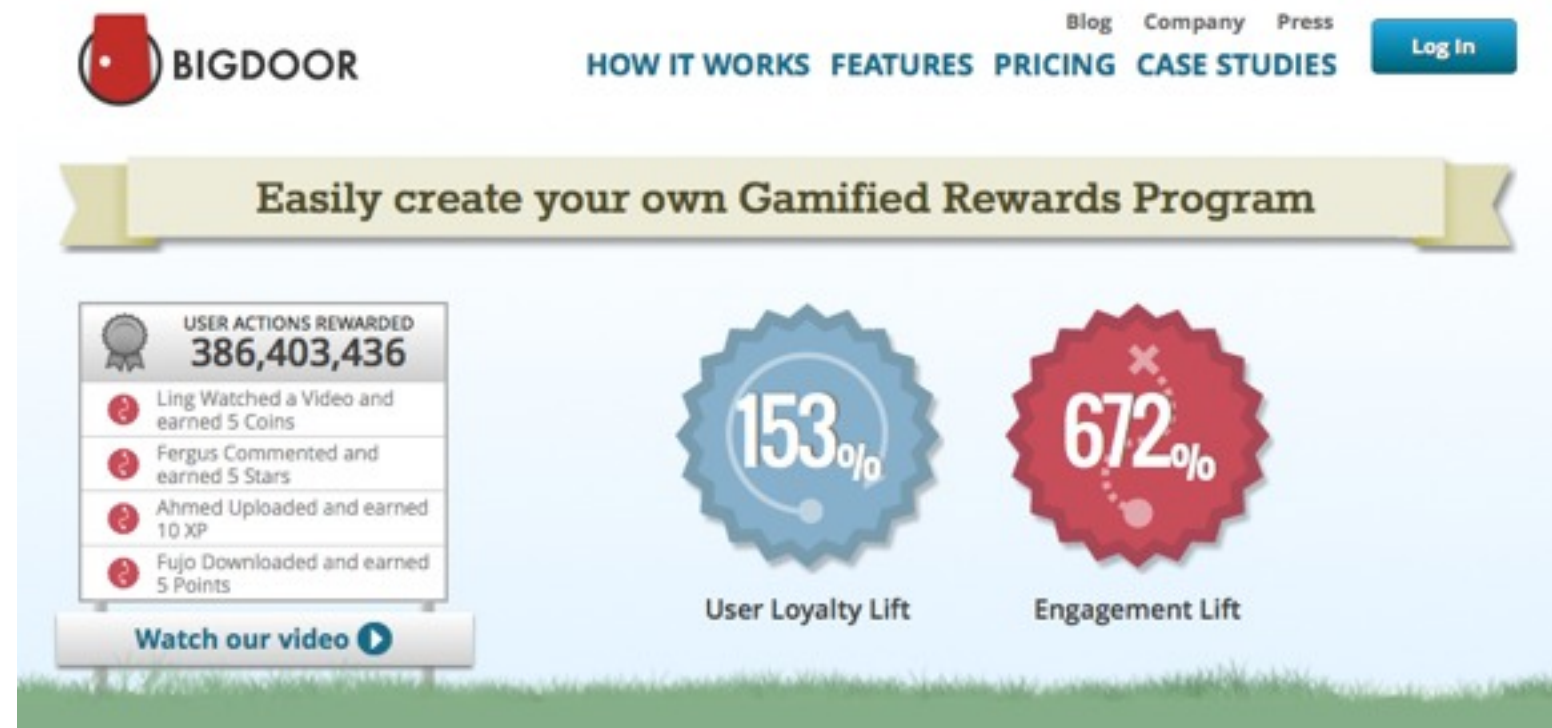 Blog Company Press
BIGDOOR
HOW IT WORKS FEATURES PRICING CASE STUDIES
Log In
Easily create your own Gamified Rewards Program
USER ACTIONS REWARDED
386,403,436
Ling Watched a Video and
earned 5 Coins
Fergus Commented and
earned 5 Stars
Ahmed Uploaded and earned
10 XP
Fujo Downloaded and earned
5 Points
Watch our video
153%
User Loyalty Lift
672%
Engagement Lift